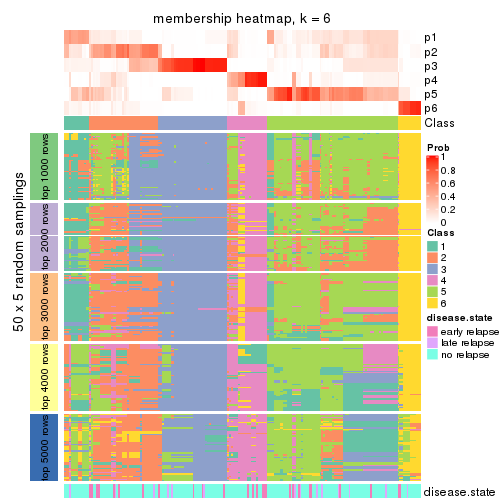 membership heatmap, k = 6
p1
p2
p3
p4
p5
p6
Class
50 x 5 random samplings
top 1000 rows
top 2000 rows
top 3000 rows
top 4000 rows
top 5000 rows
disease.state
Prob
1
0.8
0.6
0.4
0.2
0
Class
1
2
3
4
5
6
disease.state
early relapse
late relapse
no relapse